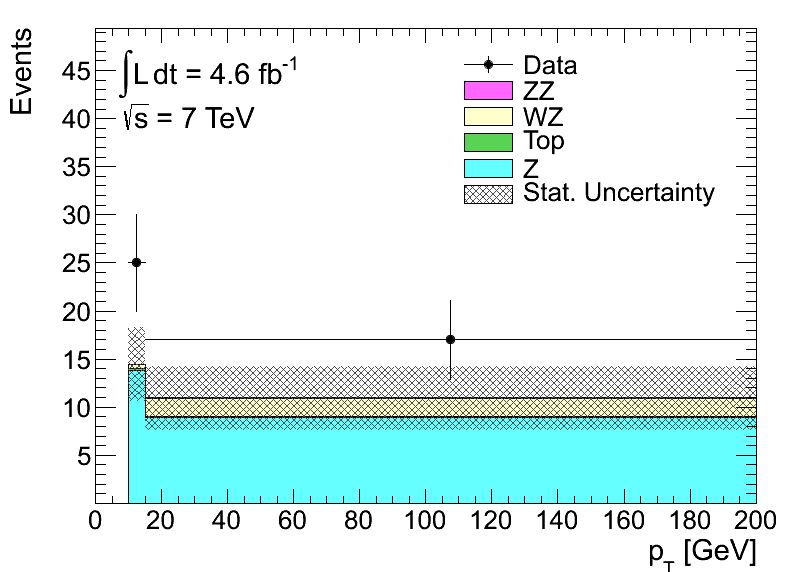 Events
∫L dt = 4.6 fb⁻¹
√s = 7 TeV
Data
ZZ
WZ
Top
Z
Stat. Uncertainty
45
40
35
30
25
20
15
10
5
0 20 40 60 80 100 120 140 160 180 200
p_T [GeV]